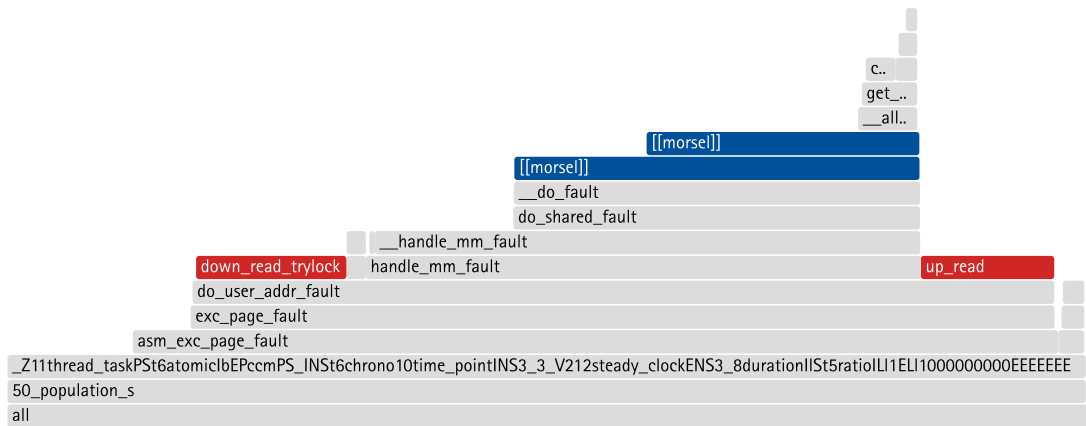 c..
get_..
__all..
[[morsel]]
[[morsel]]
__do_fault
do_shared_fault
__handle_mm_fault
down_read_trylock handle_mm_fault up_read
do_user_addr_fault
exc_page_fault
asm_exc_page_fault
_Z11thread_taskPSt6atomicIbEPccmPS_INSt6chrono10time_pointINS3_3_V212steady_clockENS3_8durationIlSt5ratioILl1ELl1000000000EEEEEEE
50_population_s
all